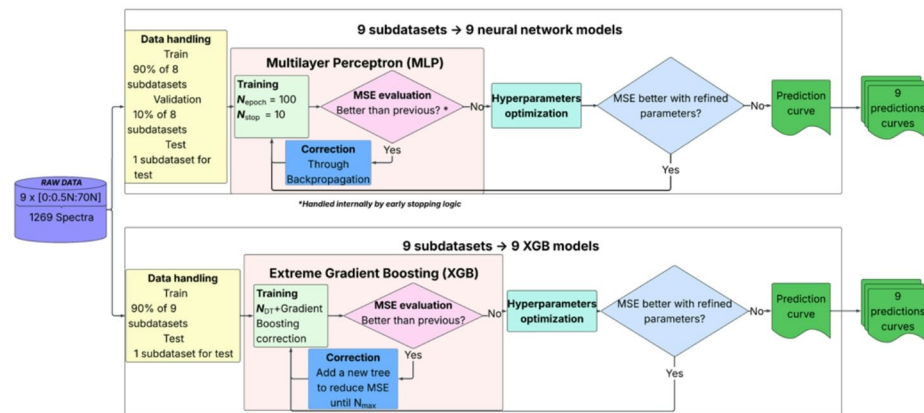 9 subdatasets → 9 neural network models
Data handling
Train
90% of 8
subdatasets
Validation
10% of 8
subdatasets
Test
1 subdataset for
test
Multilayer Perceptron (MLP)
Training
Nepoch = 100
Nstop = 10
MSE evaluation
Better than previous? *
No
Yes
Correction
Through
Backpropagation
Hyperparameters
optimization
MSE better with refined
parameters?
No
Yes
Prediction
curve
9
predictions
curves
*Handled internally by early stopping logic
RAW DATA
9 x [0:0.5N:70N]
1269 Spectra
9 subdatasets → 9 XGB models
Data handling
Train
90% of 9
subdatasets
Test
1 subdataset for test
Extreme Gradient Boosting (XGB)
Training
NDT+Gradient
Boosting
correction
MSE evaluation
Better than previous?
No
Yes
Correction
Add a new tree
to reduce MSE
until Nmax
Hyperparameters
optimization
MSE better with refined
parameters?
No
Yes
Prediction
curve
9
predictions
curves